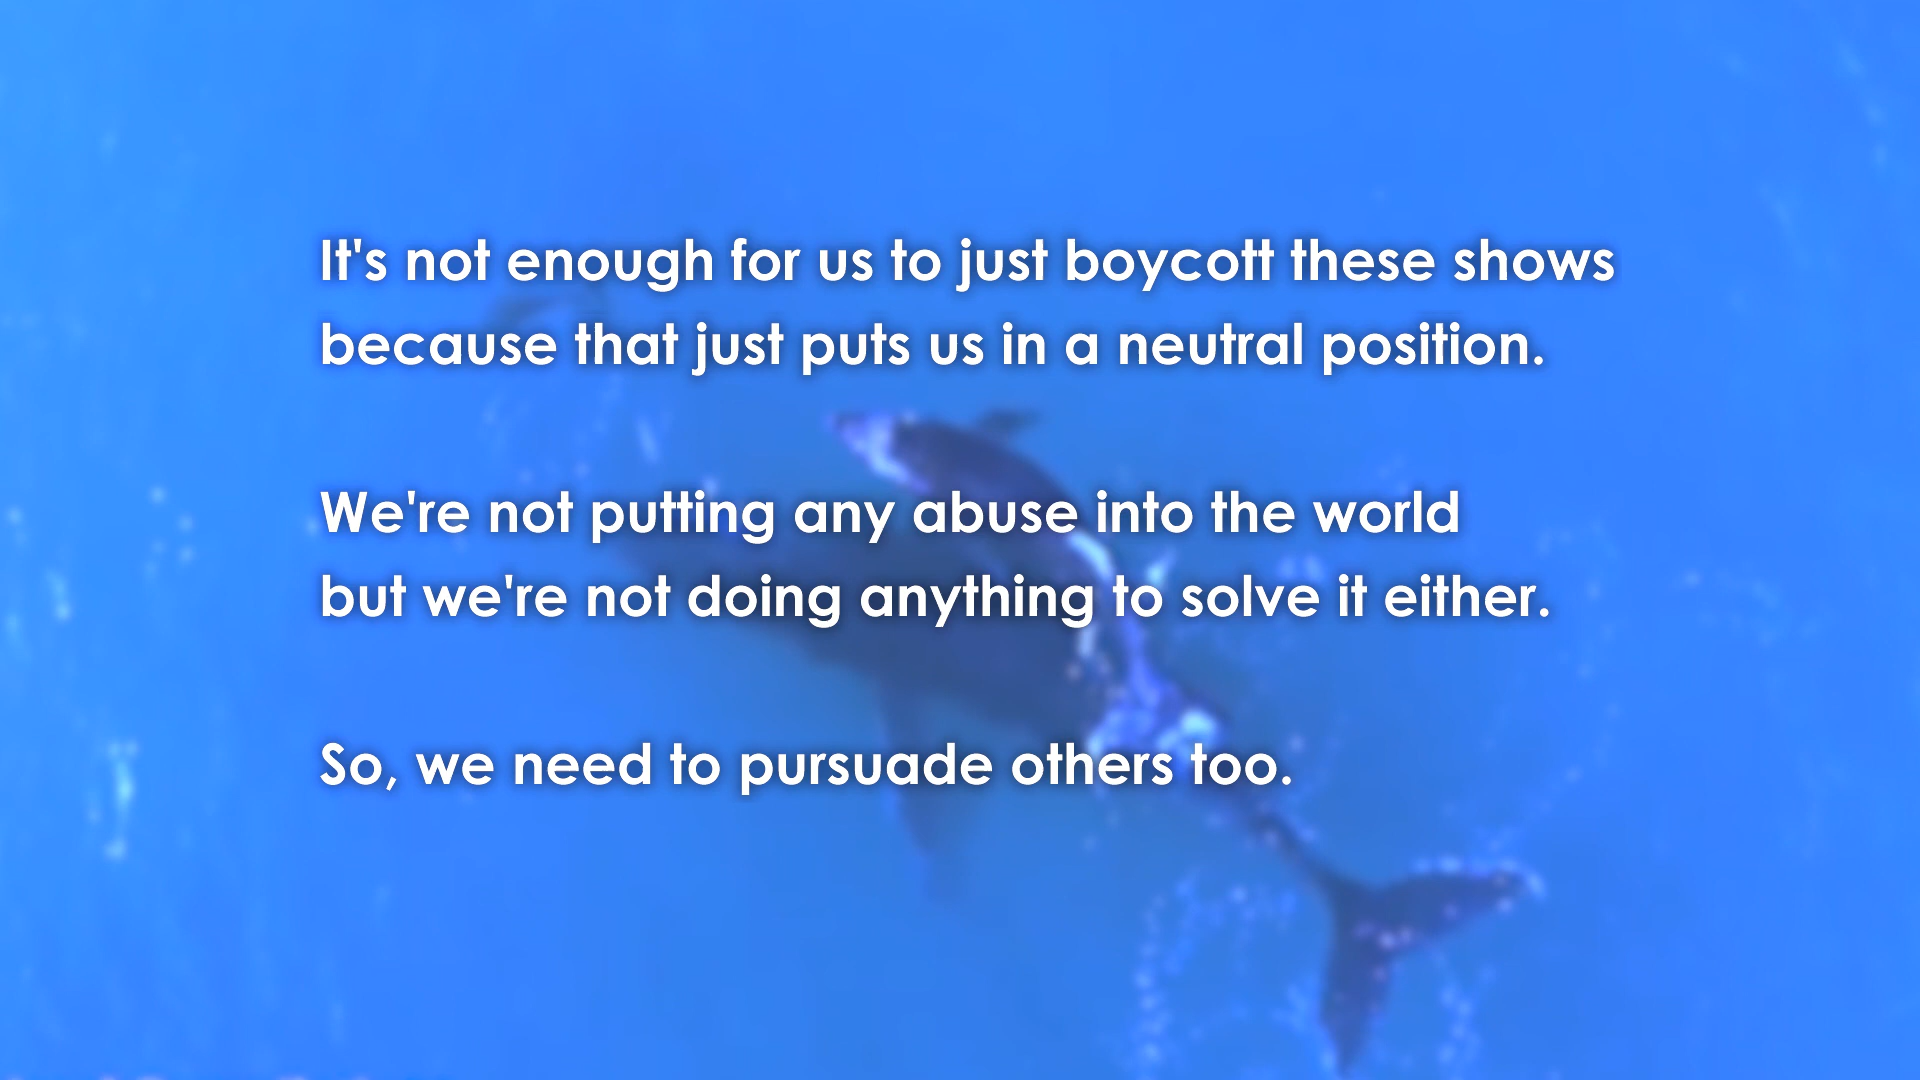 It's not enough for us to just boycott these shows
because that just puts us in a neutral position.
We're not putting any abuse into the world
but we're not doing anything to solve it either.
So, we need to pursuade others too.